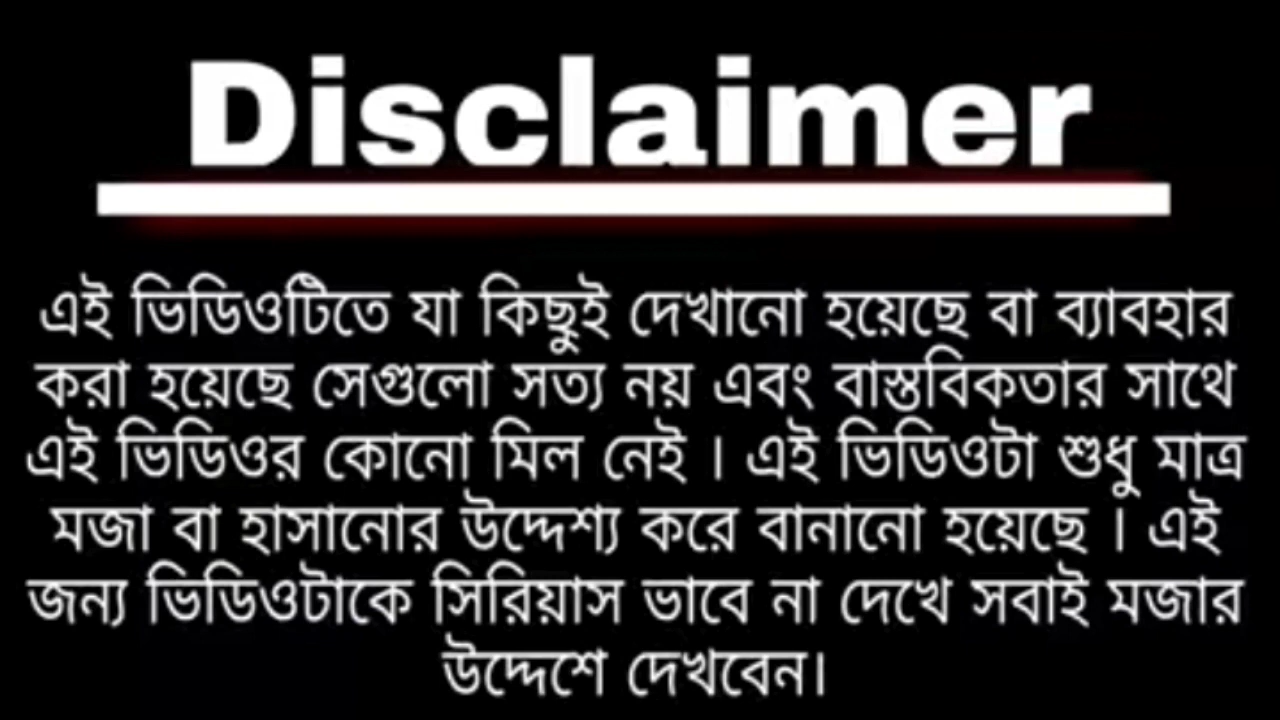 Disclaimer
এই ভিডিওটিতে যা কিছুই দেখানো হয়েছে বা ব্যাবহার
করা হয়েছে সেগুলো সত্য নয় এবং বাস্তবিকতার সাথে
এই ভিডিওর কোনো মিল নেই । এই ভিডিওটা শুধু মাত্র
মজা বা হাসানোর উদ্দেশ্য করে বানানো হয়েছে । এই
জন্য ভিডিওটাকে সিরিয়াস ভাবে না দেখে সবাই মজার
উদ্দেশে দেখবেন।